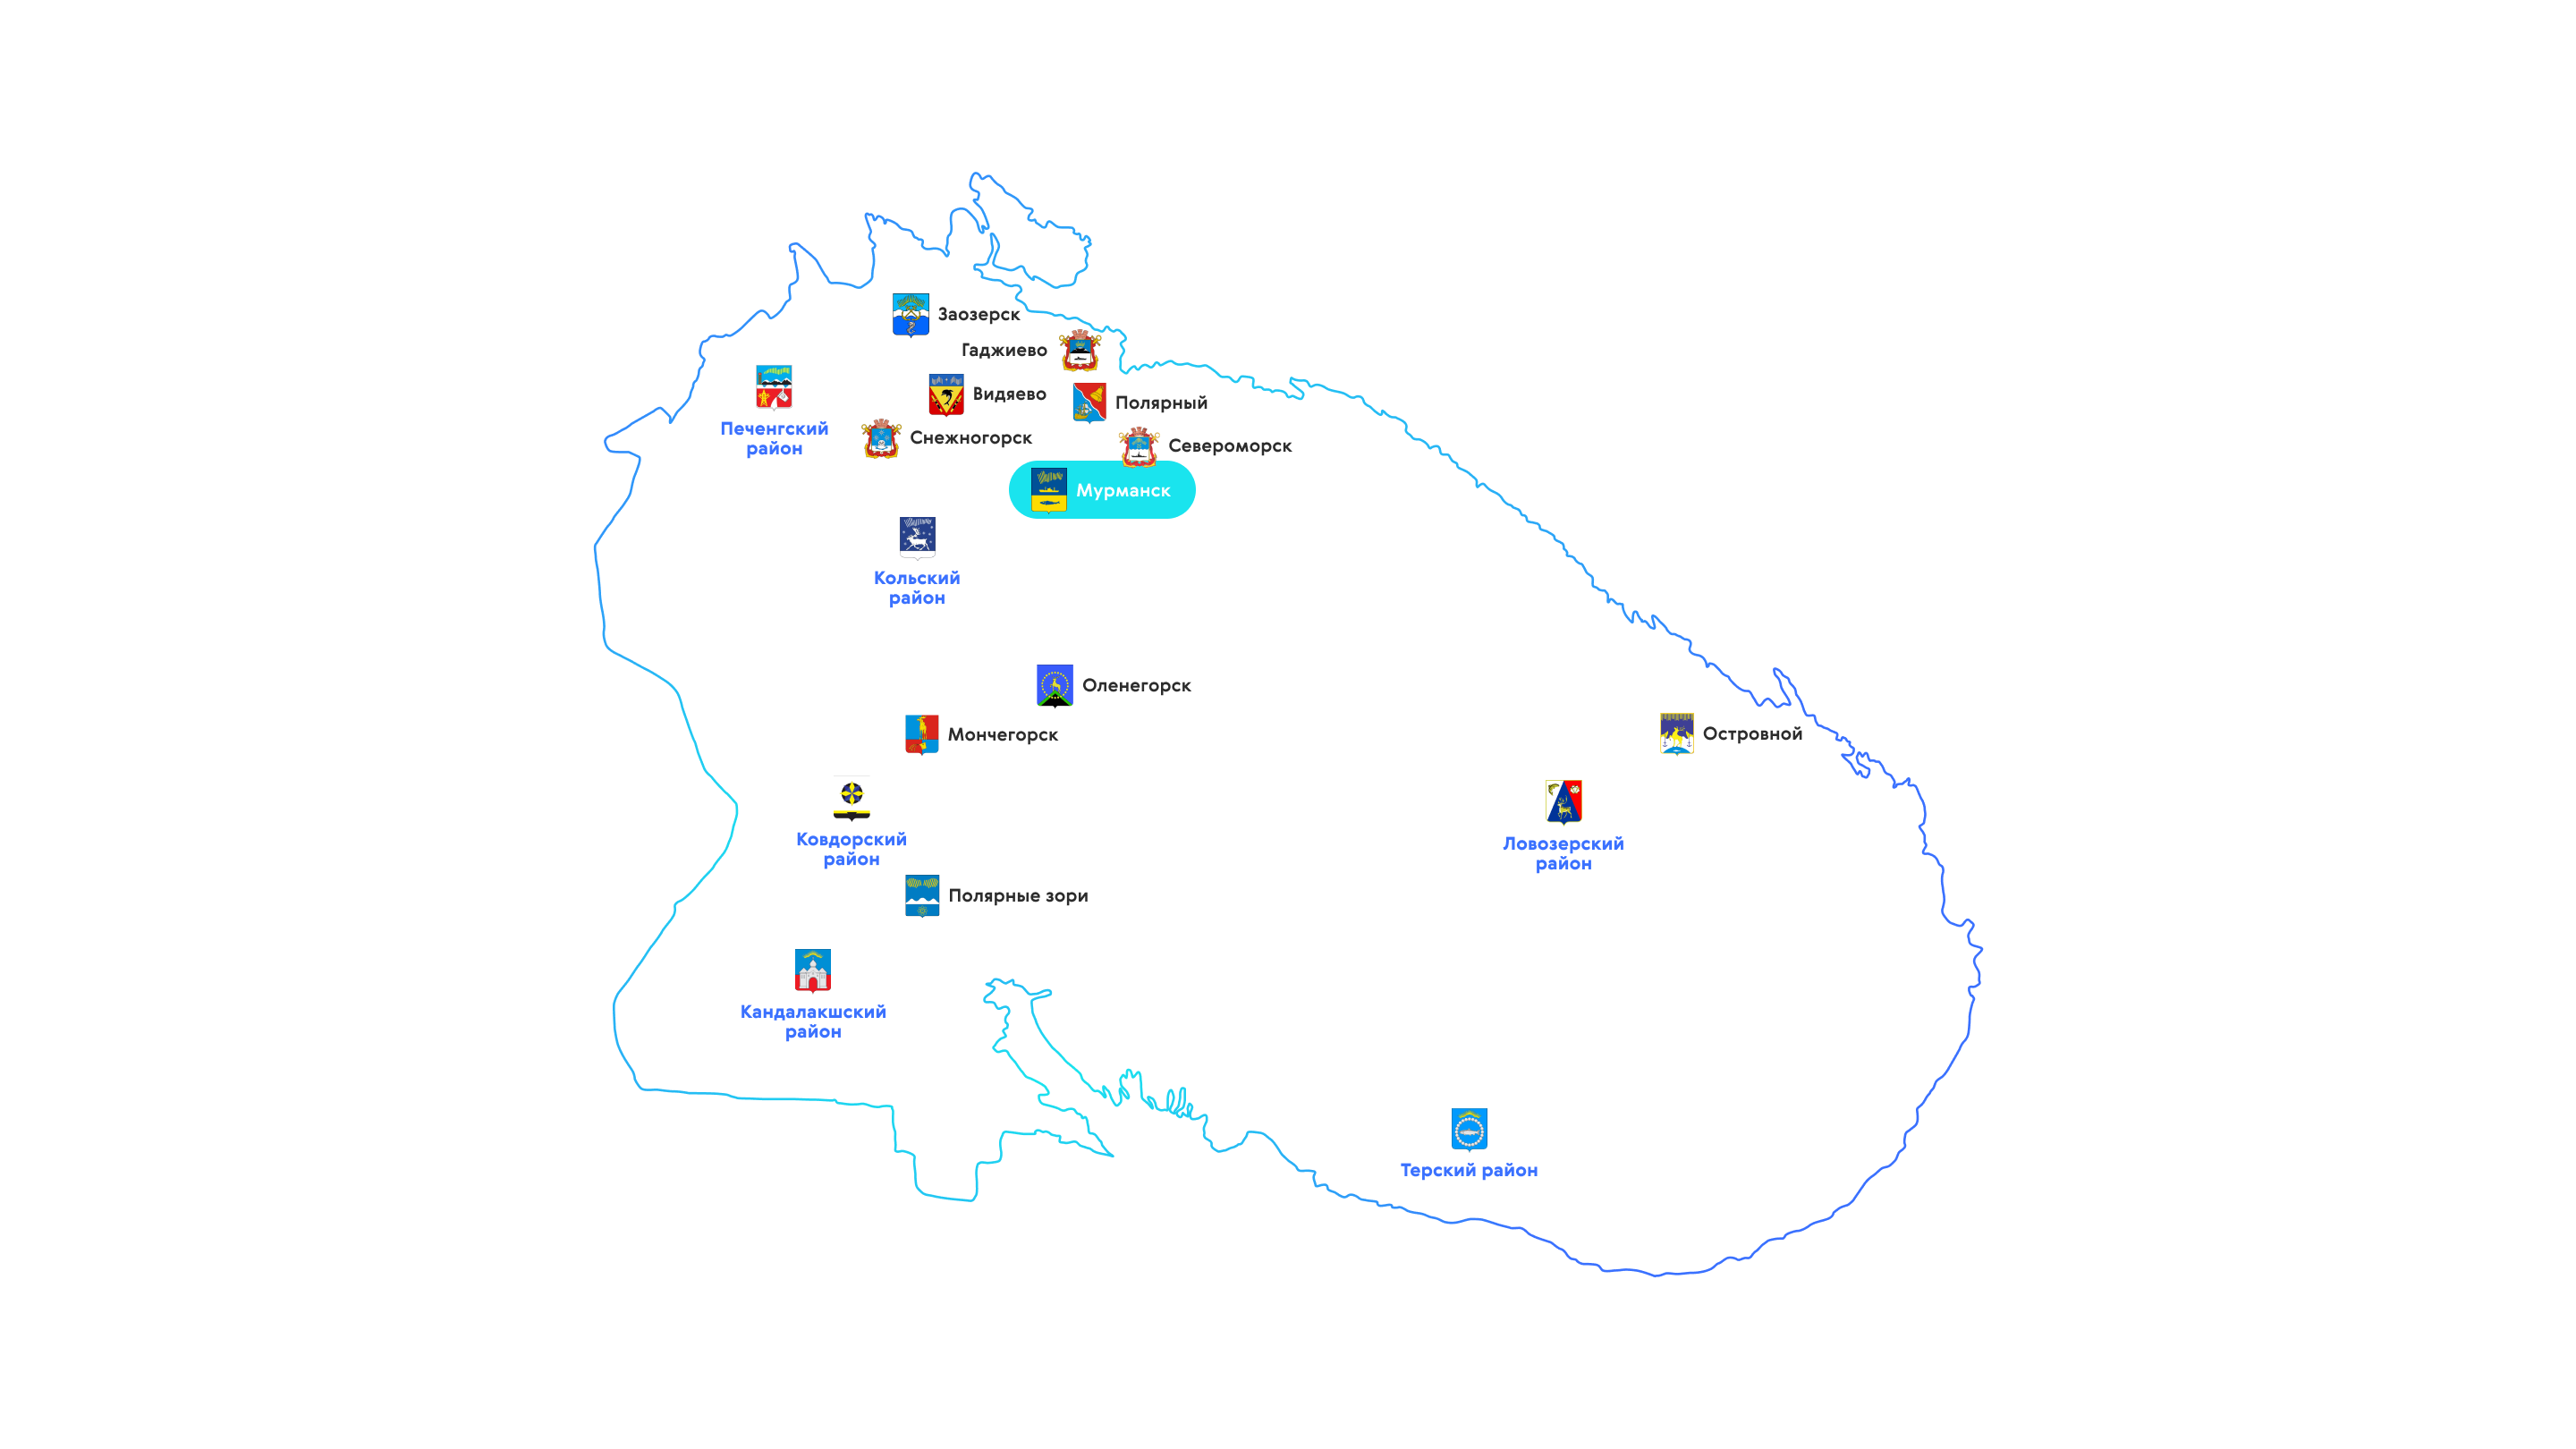 Заозерск
Гаджиево
Видяево
Полярный
Печенгский
район
Снежногорск
Североморск
Мурманск
Кольский
район
Оленегорск
Мончегорск
Островной
Ковдорский
район
Ловозерский
район
Полярные зори
Кандалакшский
район
Терский район